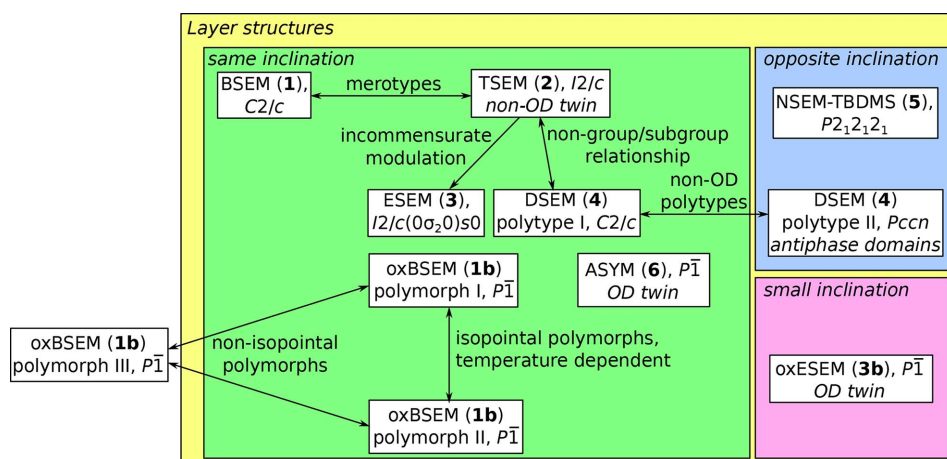 Layer structures
same inclination
BSEM (1),
C2/c
merotypes
TSEM (2), I2/c
non-OD twin
incommensurate
modulation
non-group/subgroup
relationship
ESEM (3),
I2/c(0σ₂0)s0
DSEM (4)
polytype I, C2/c
non-OD
polytypes
opposite inclination
NSEM-TBDMS (5),
P2₁2₁2₁
DSEM (4)
polytype II, Pccn
antiphase domains
oxBSEM (1b)
polymorph I, P1̅
ASYM (6), P1̅
OD twin
small inclination
oxBSEM (1b)
polymorph III, P1̅
non-isopointal
polymorphs
isopointal polymorphs,
temperature dependent
oxESEM (3b), P1̅
OD twin
oxBSEM (1b)
polymorph II, P1̅